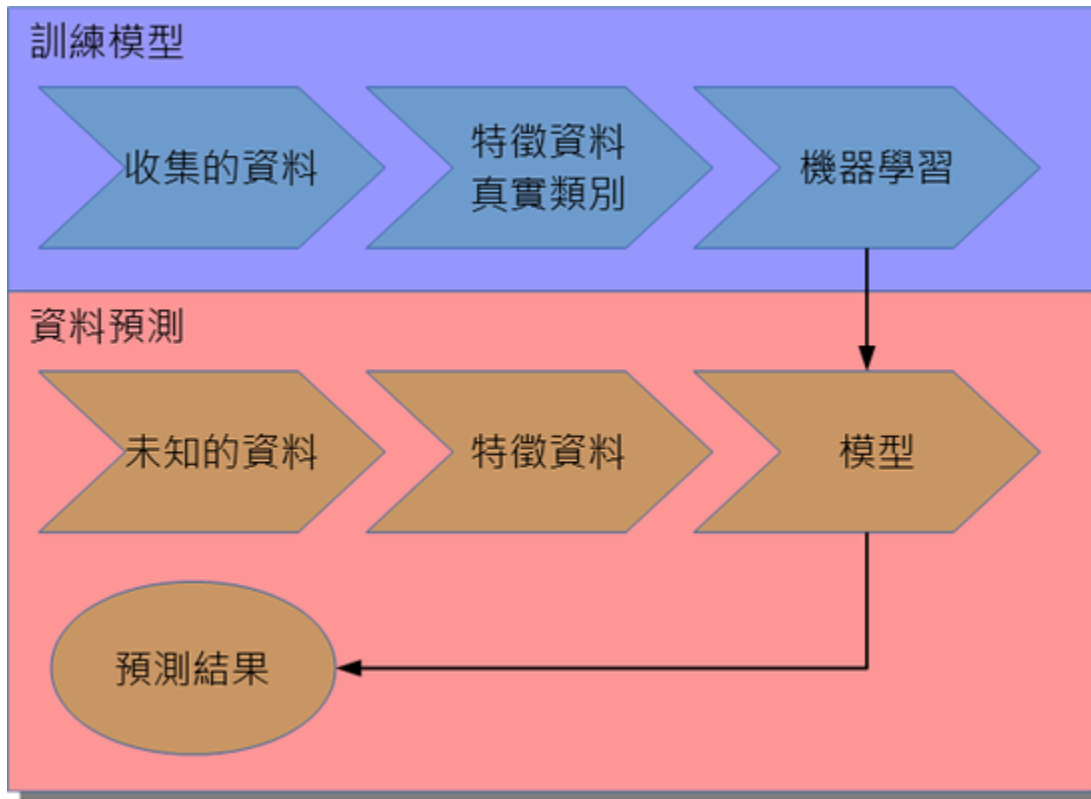 訓練模型
收集的資料
特徵資料
真實類別
機器學習
資料預測
未知的資料
特徵資料
模型
預測結果